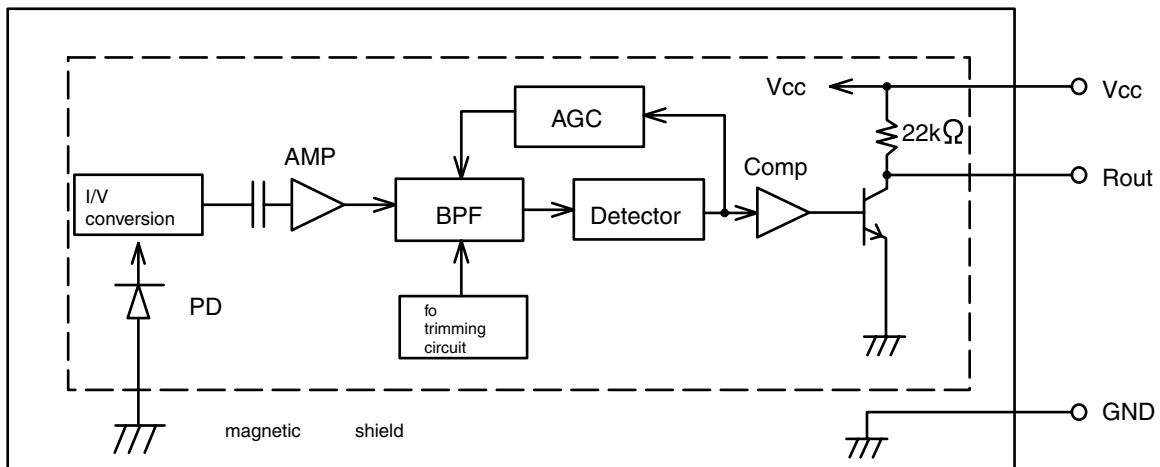 Vcc
Vcc
AGC
22kΩ
AMP
Comp
Rout
I/V
conversion
BPF
Detector
PD
fo
trimming
circuit
GND
magnetic shield